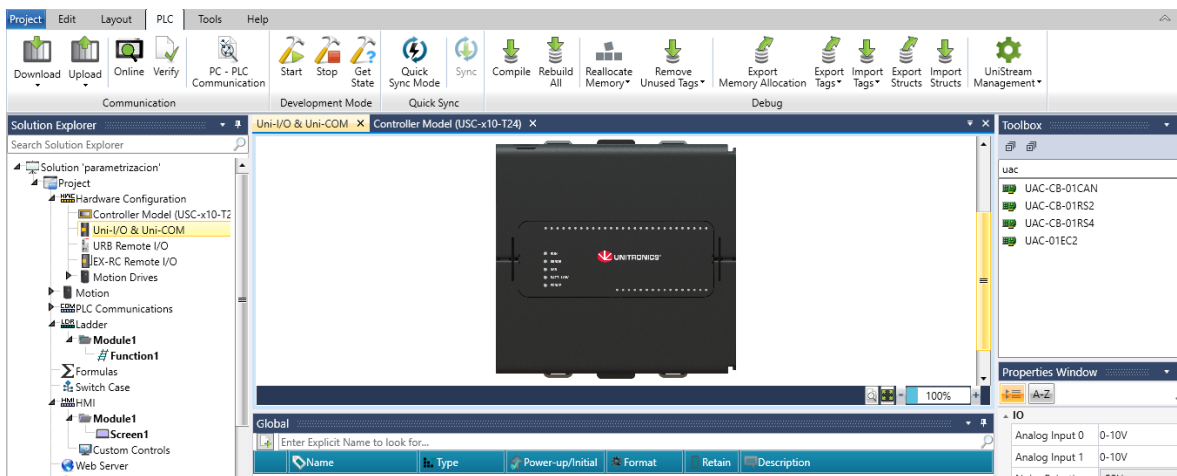 Project Edit Layout PLC Tools Help
Download Upload Online Verify PC - PLC Communication Start Stop Get State Quick Sync Mode Sync Compile Rebuild All Reallocate Memory Remove Unused Tags Export Memory Allocation Export Tags Import Tags Export Structs Import Structs UniStream Management
Communication Development Mode Quick Sync Debug
Solution Explorer
Search Solution Explorer
Solution 'parametrizacion'
Project
Hardware Configuration
Controller Model (USC-x10-T2
Uni-I/O & Uni-COM
URB Remote I/O
EX-RC Remote I/O
Motion Drives
Motion
PLC Communications
Ladder
Module1
Function1
Formulas
Switch Case
HMI
Module1
Screen1
Custom Controls
Web Server
Uni-I/O & Uni-COM Controller Model (USC-x10-T24)
UNITRONICS
100%
Global
Enter Explicit Name to look for...
Name Type Power-up/Initial Format Retain Description
Toolbox
uac
UAC-CB-01CAN
UAC-CB-01RS2
UAC-CB-01RS4
UAC-01EC2
Properties Window
A-Z
IO
Analog Input 0 0-10V
Analog Input 1 0-10V